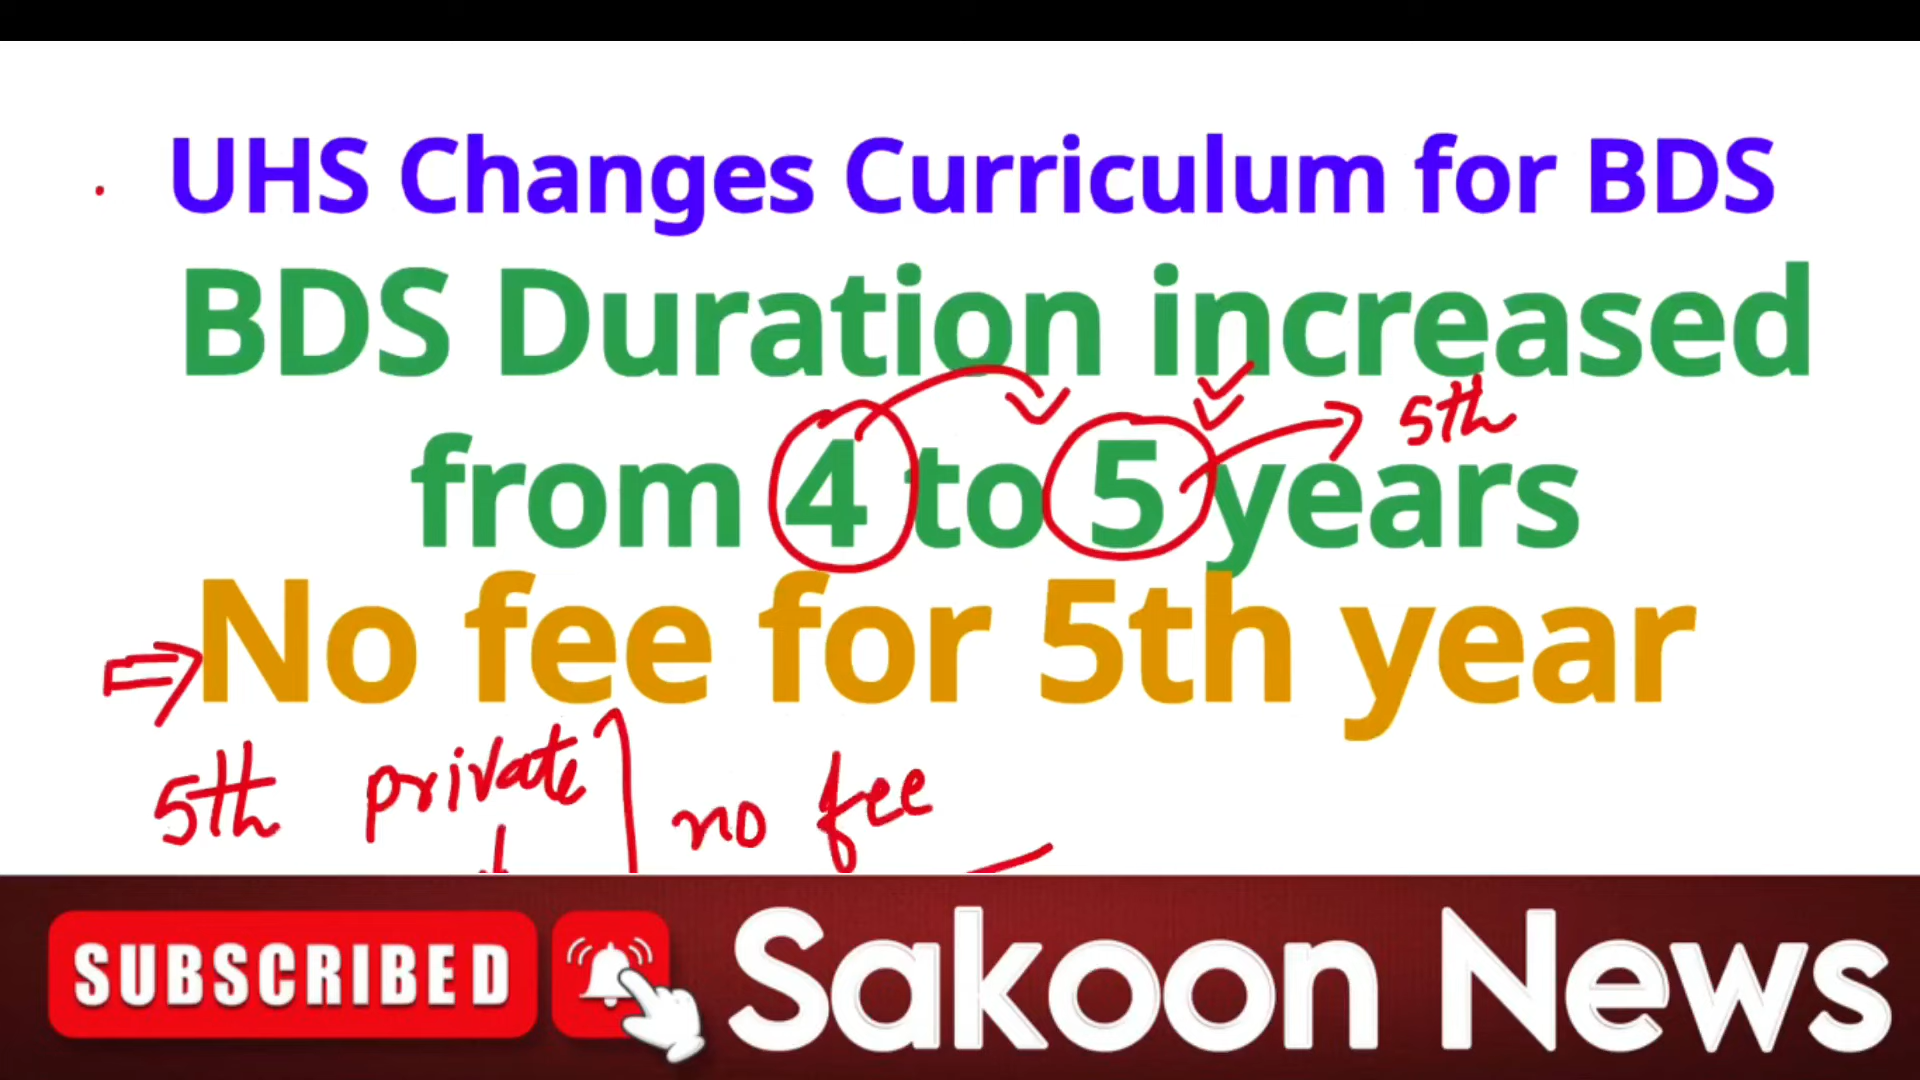 UHS Changes Curriculum for BDS
BDS Duration increased
5th
from 4 to 5 years
No fee for 5th year
5th private no fee
SUBSCRIBED Sakoon News